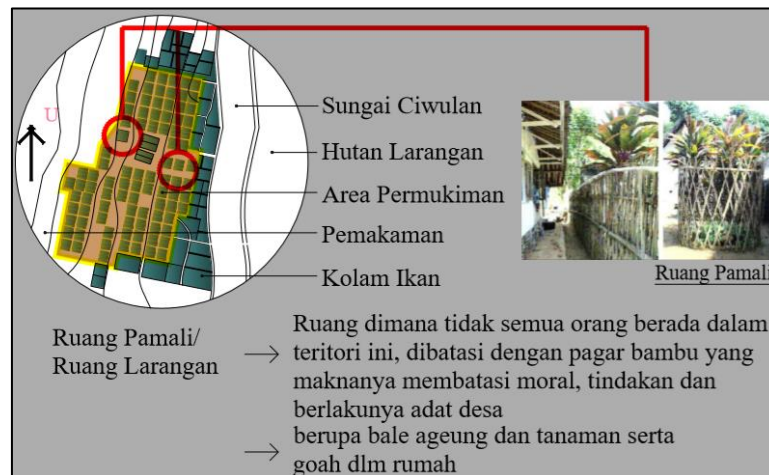 U
Sungai Ciwulan
Hutan Larangan
Area Permukiman
Pemakaman
Kolam Ikan
Ruang Pamali
Ruang Pamali/
Ruang Larangan
Ruang dimana tidak semua orang berada dalam
teritori ini, dibatasi dengan pagar bambu yang
maknanya membatasi moral, tindakan dan
berlakunya adat desa
berupa bale ageung dan tanaman serta
goah dlm rumah